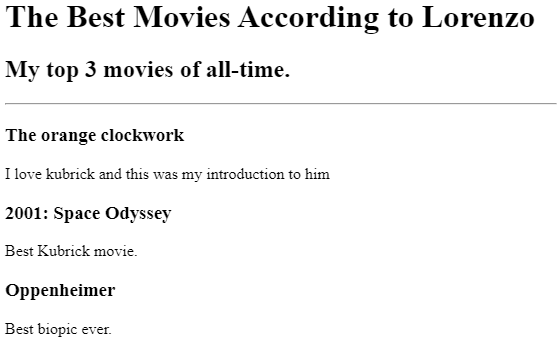 The Best Movies According to Lorenzo
My top 3 movies of all-time.
The orange clockwork
I love kubrick and this was my introduction to him
2001: Space Odyssey
Best Kubrick movie.
Oppenheimer
Best biopic ever.